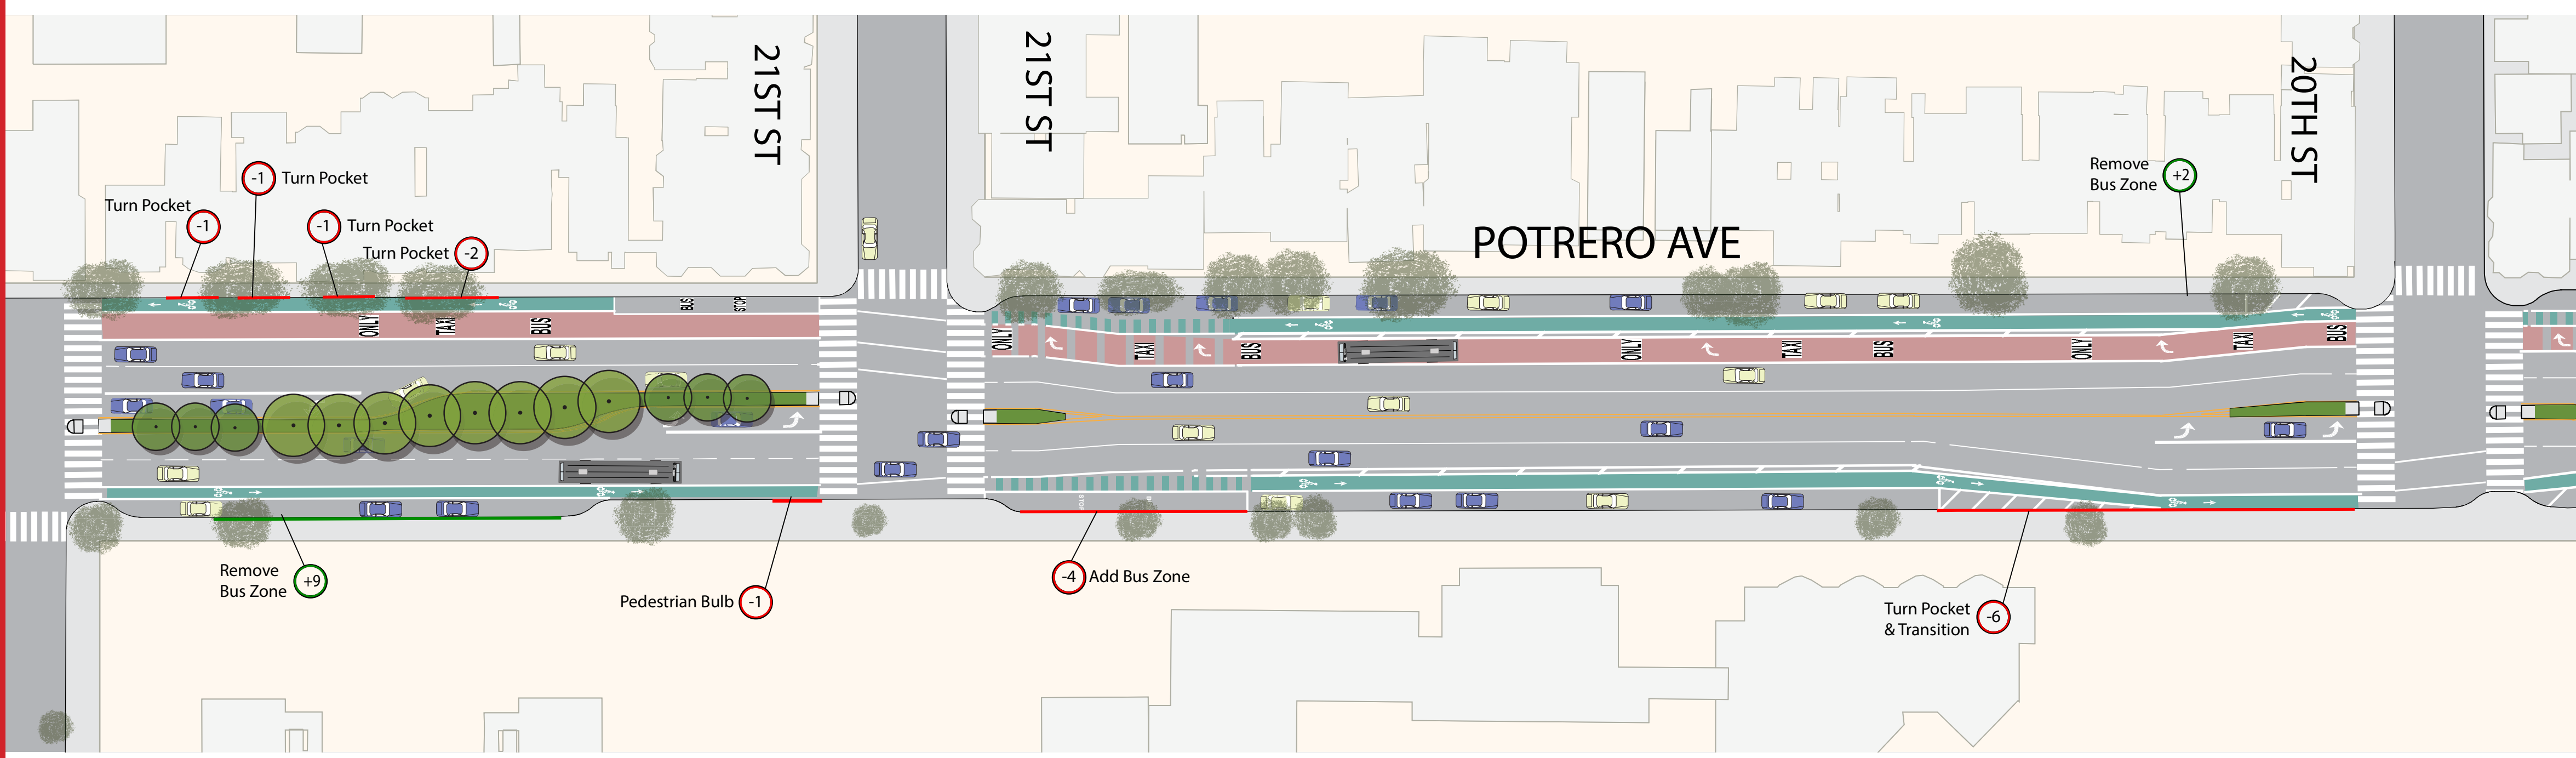 21ST ST
21ST ST
20TH ST
POTRERO AVE
Turn Pocket
-1
-1
Turn Pocket
-1
Turn Pocket
Turn Pocket
-2
Remove
Bus Zone
+2
ONLY
TAXI
BUS
BUS
STOP
ONLY
TAXI
BUS
ONLY
TAXI
BUS
ONLY
TAXI
BUS
Remove
Bus Zone
+9
Pedestrian Bulb
-1
-4
Add Bus Zone
Turn Pocket
& Transition
-6